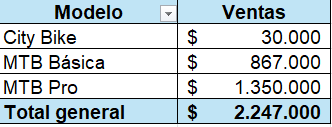 Modelo Ventas
City Bike $ 30.000
MTB Básica $ 867.000
MTB Pro $ 1.350.000
Total general $ 2.247.000